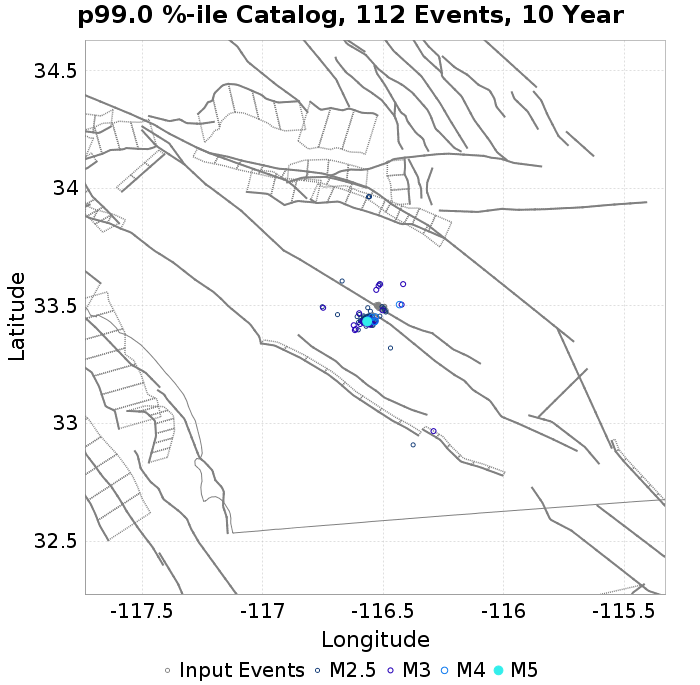 p99.0 %-ile Catalog, 112 Events, 10 Year
34.5
34
33.5
33
32.5
Latitude
-117.5 -117 -116.5 -116 -115.5
Longitude
Input Events M2.5 M3 M4 M5